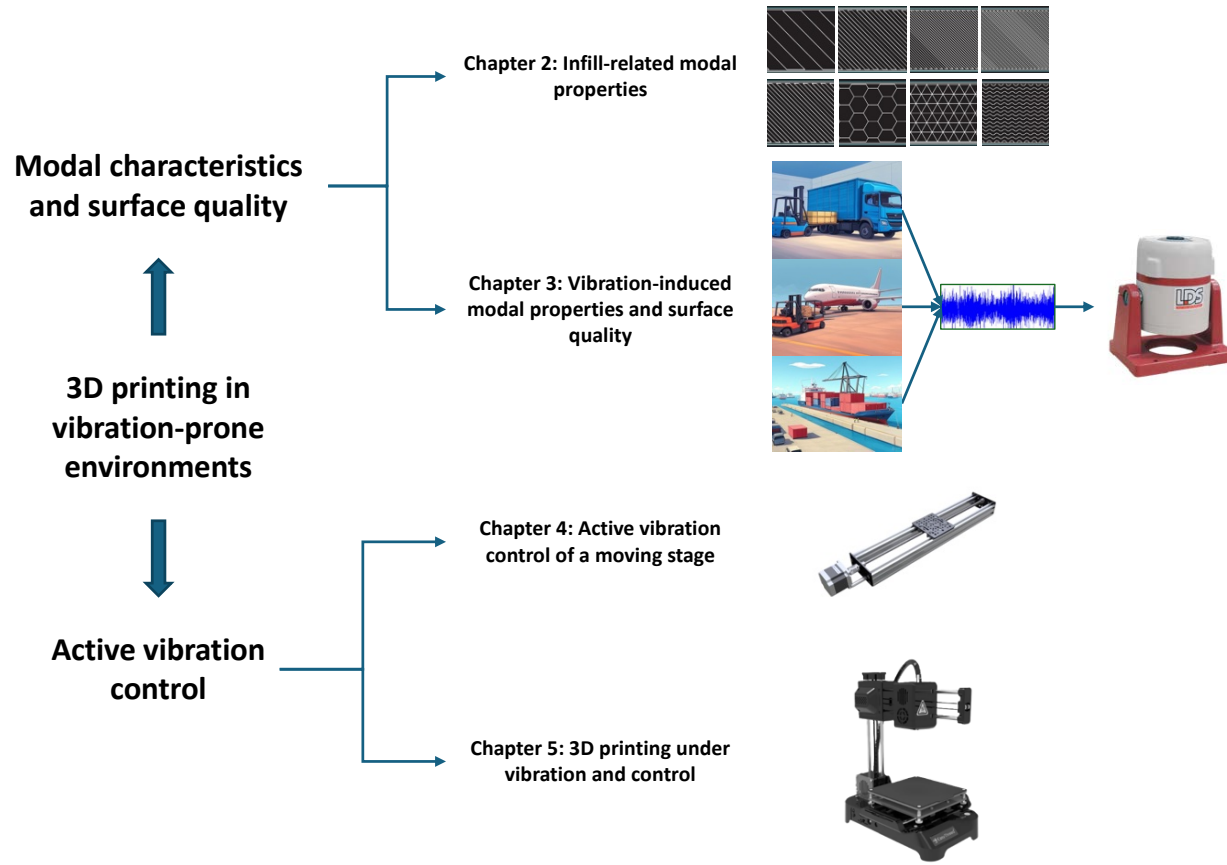 Chapter 2: Infill-related modal
properties
Modal characteristics
and surface quality
Chapter 3: Vibration-induced
modal properties and surface
quality
LDS
3D printing in
vibration-prone
environments
Chapter 4: Active vibration
control of a moving stage
Active vibration
control
Chapter 5: 3D printing under
vibration and control